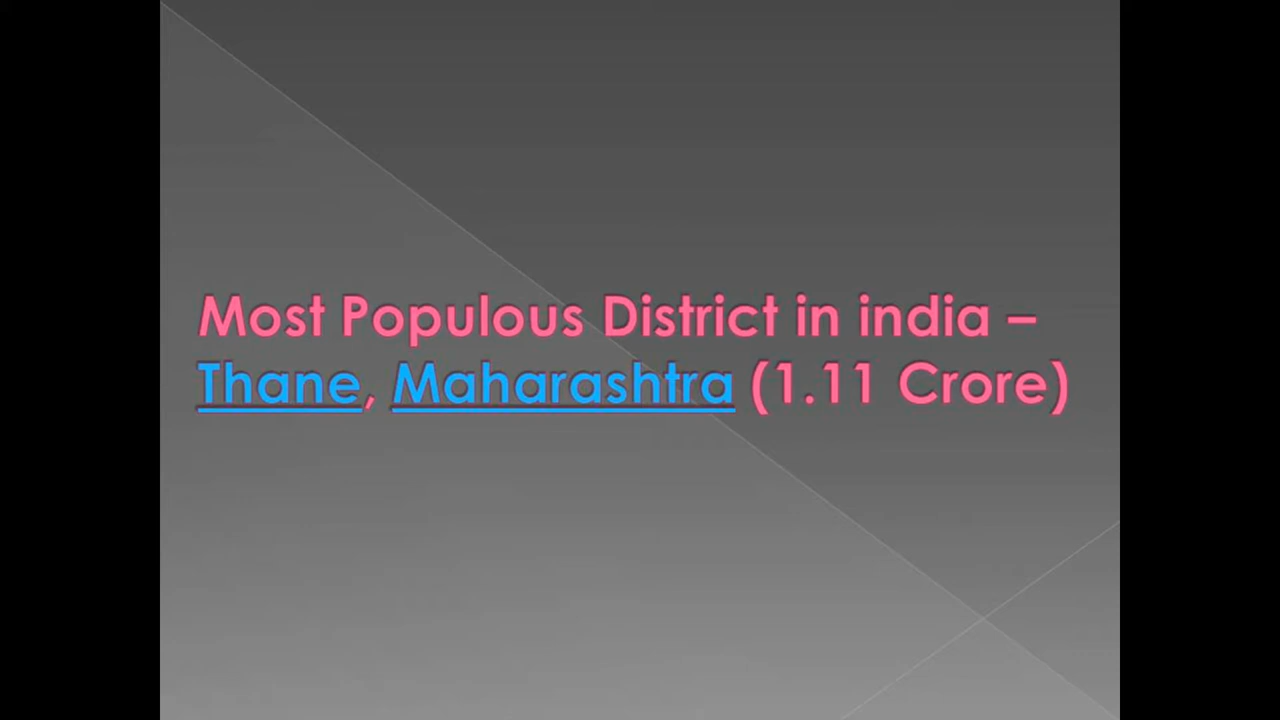 Most Populous District in india –
Thane, Maharashtra (1.11 Crore)